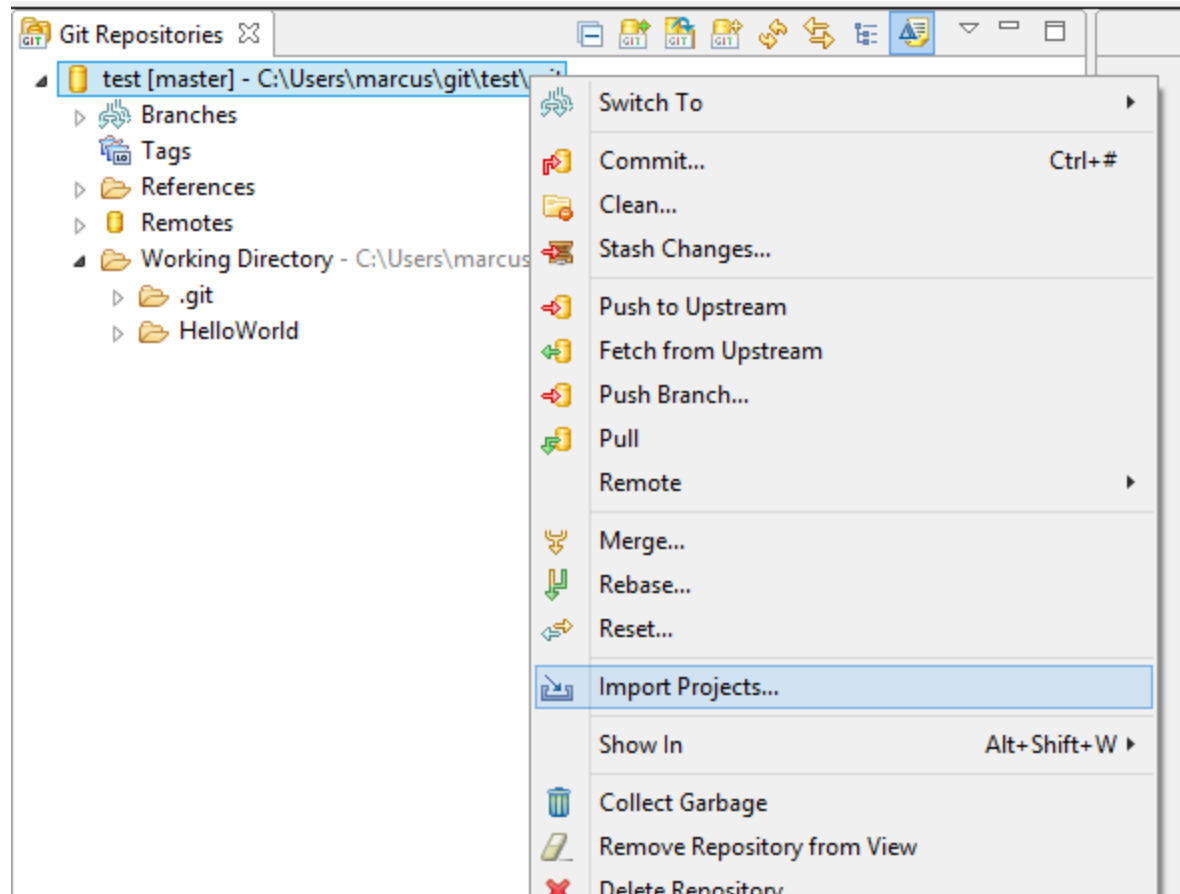 Git Repositories
test [master] - C:\Users\marcus\git\test\
Branches
Tags
References
Remotes
Working Directory - C:\Users\marcus
.git
HelloWorld
Switch To
Commit... Ctrl+#
Clean...
Stash Changes...
Push to Upstream
Fetch from Upstream
Push Branch...
Pull
Remote
Merge...
Rebase...
Reset...
Import Projects...
Show In Alt+Shift+W
Collect Garbage
Remove Repository from View
Delete Repository